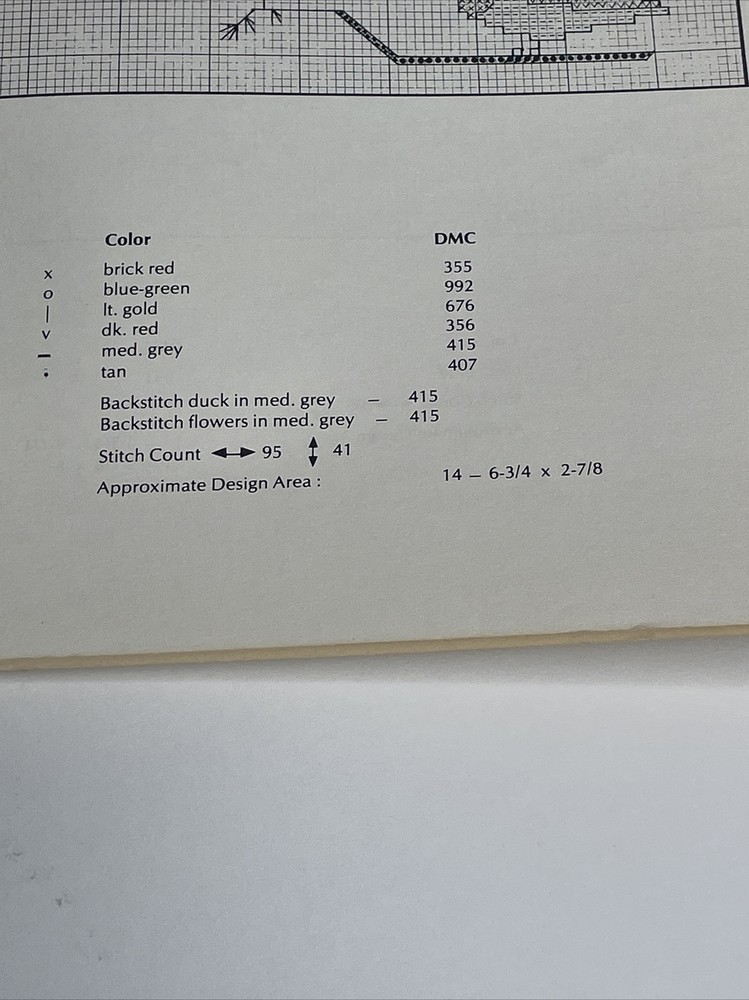 Color DMC
x brick red 355
o blue-green 992
| lt. gold 676
v dk. red 356
– med. grey 415
• tan 407
Backstitch duck in med. grey – 415
Backstitch flowers in med. grey – 415
Stitch Count ↔ 95 ↕ 41
Approximate Design Area : 14 – 6-3/4 x 2-7/8